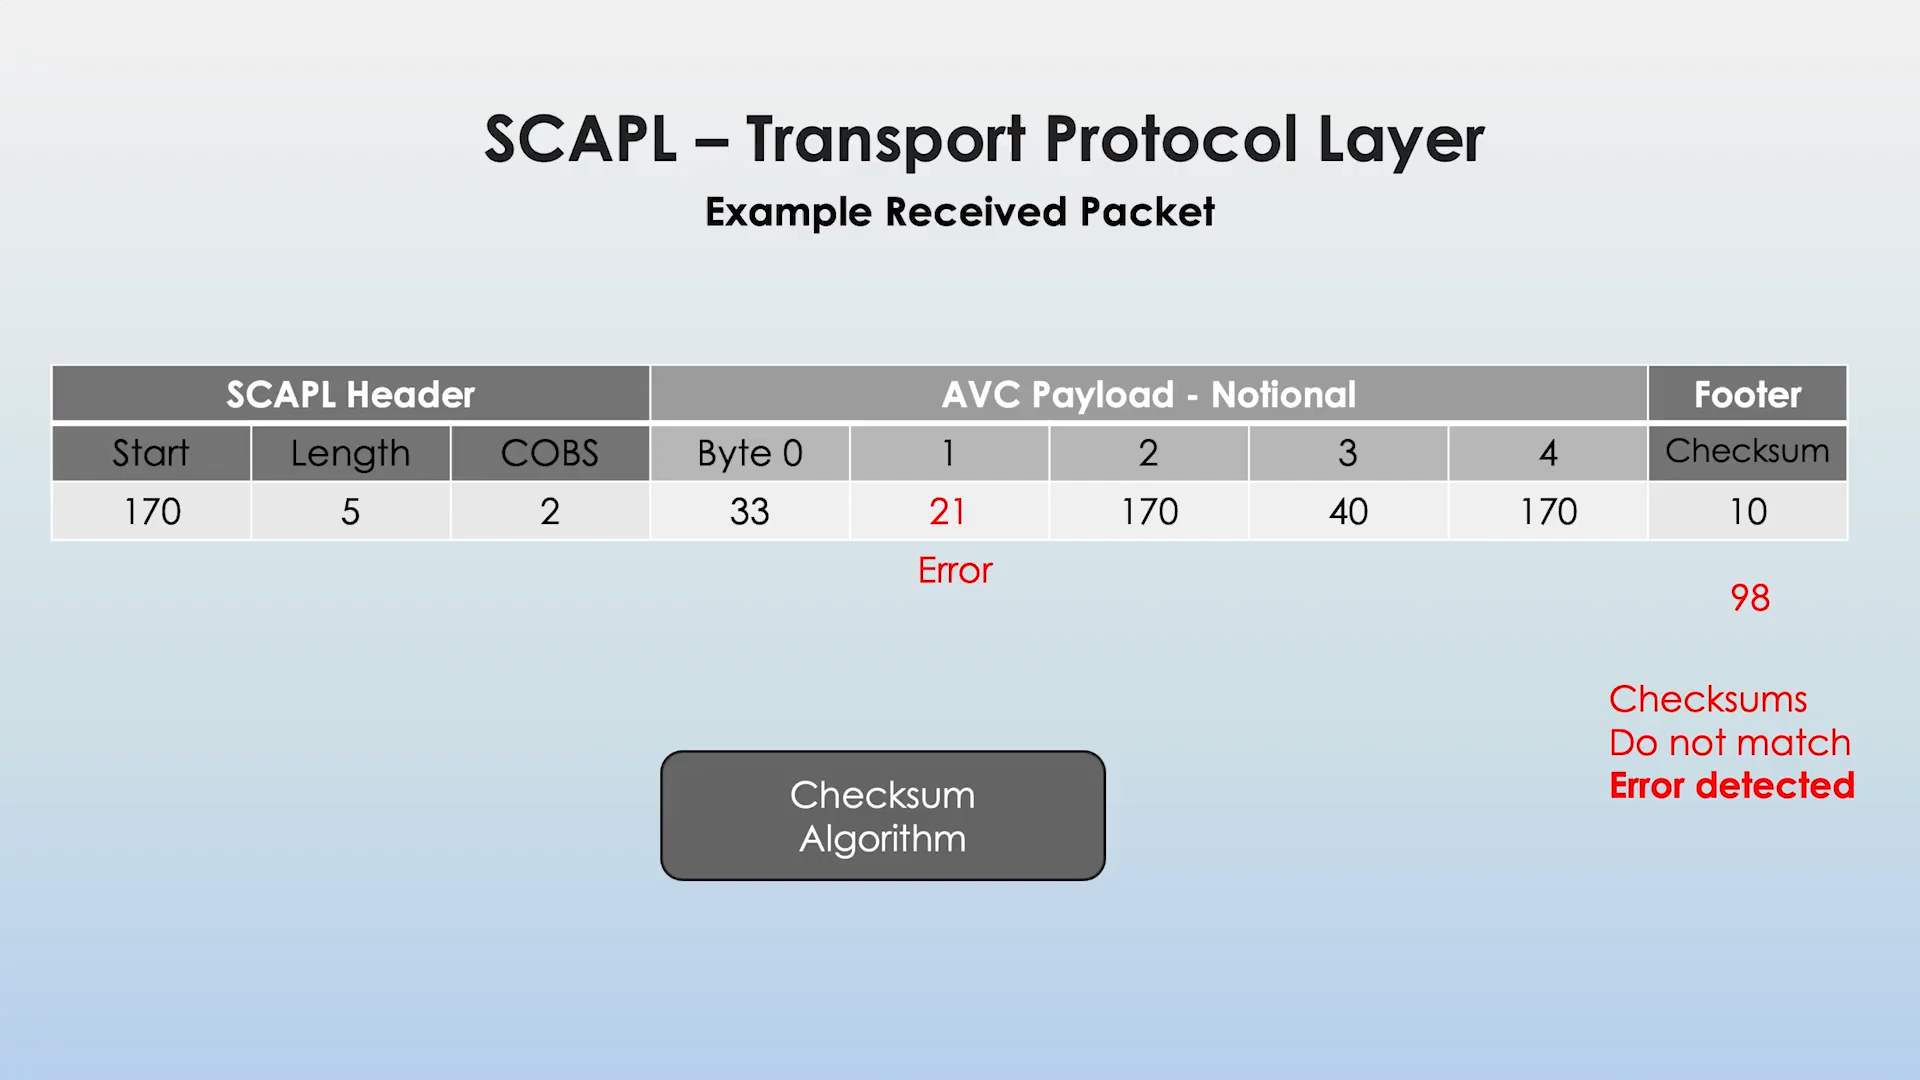 SCAPL – Transport Protocol Layer
Example Received Packet
SCAPL Header AVC Payload - Notional Footer
Start Length COBS Byte 0 1 2 3 4 Checksum
170 5 2 33 21 170 40 170 10
Error
98
Checksums
Do not match
Error detected
Checksum
Algorithm